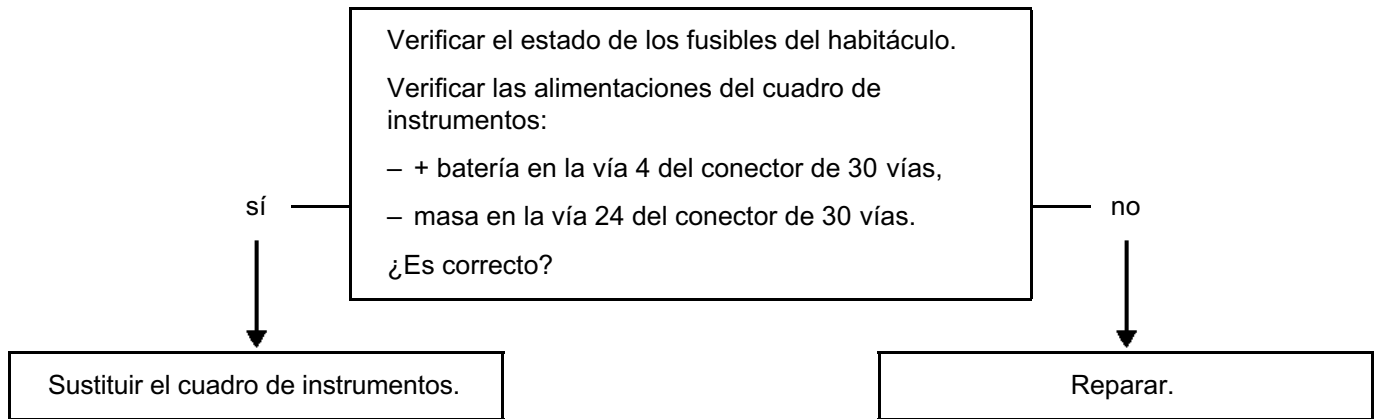 Verificar el estado de los fusibles del habitáculo.
Verificar las alimentaciones del cuadro de
instrumentos:
– + batería en la vía 4 del conector de 30 vías,
– masa en la vía 24 del conector de 30 vías.
¿Es correcto?
sí
no
Sustituir el cuadro de instrumentos.
Reparar.